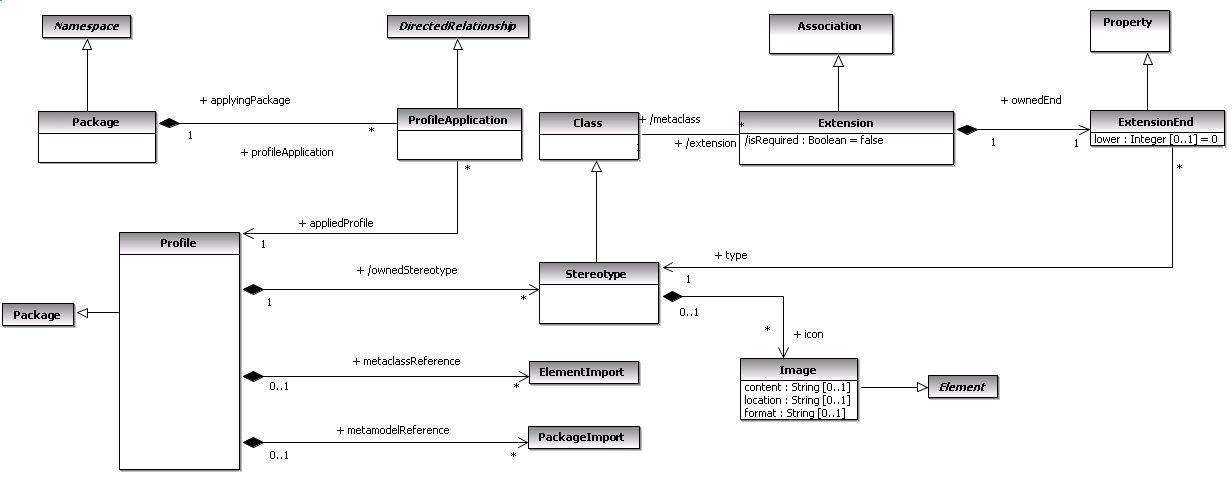 Namespace
DirectedRelationship
Association
Property
Package
+ applyingPackage
1
*
+ profileApplication
ProfileApplication
*
Class
+ /metaclass
*
1
+ /extension
Extension
/isRequired : Boolean = false
+ ownedEnd
1
1
ExtensionEnd
lower : Integer [0..1] = 0
*
+ appliedProfile
1
Profile
+ /ownedStereotype
1
*
Stereotype
+ type
1
0..1
*
+ icon
Package
+ metaclassReference
0..1
*
ElementImport
Image
content : String [0..1]
location : String [0..1]
format : String [0..1]
Element
+ metamodelReference
0..1
*
PackageImport